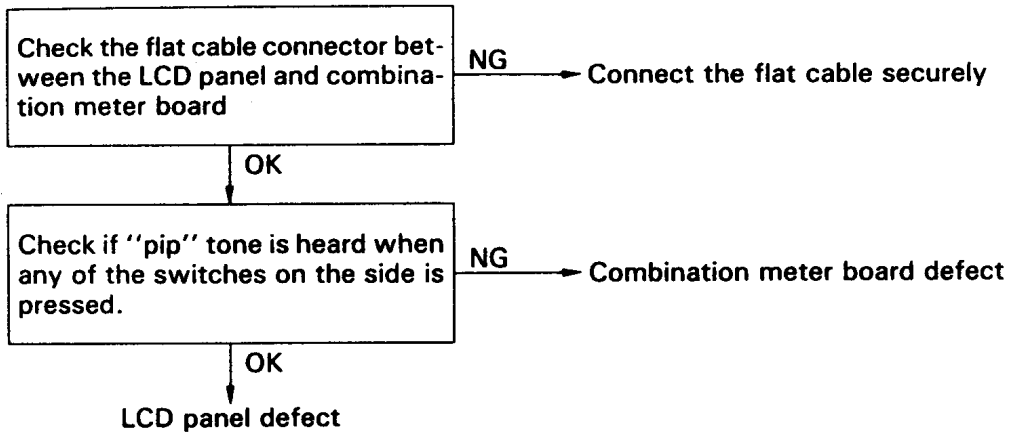 Check the flat cable connector bet-
ween the LCD panel and combina-
tion meter board
NG
Connect the flat cable securely
OK
Check if "pip" tone is heard when
any of the switches on the side is
pressed.
NG
Combination meter board defect
OK
LCD panel defect